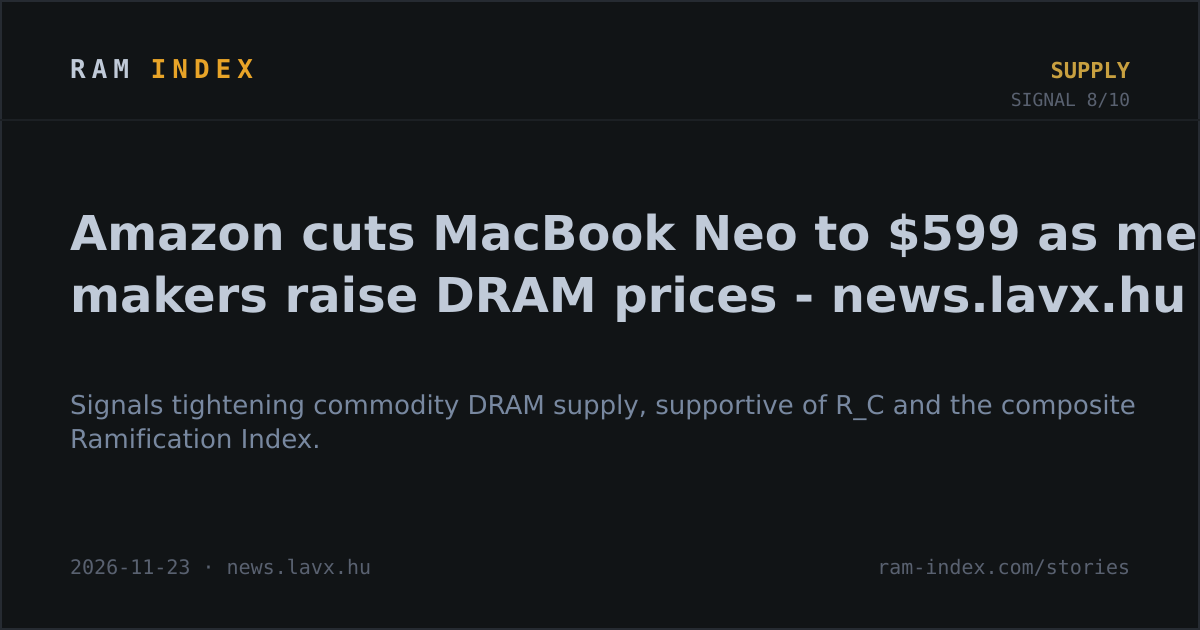 RAM INDEX
SUPPLY
SIGNAL 8/10
Amazon cuts MacBook Neo to $599 as me
makers raise DRAM prices - news.lavx.hu
Signals tightening commodity DRAM supply, supportive of R_C and the composite
Ramification Index.
2026-11-23 · news.lavx.hu
ram-index.com/stories